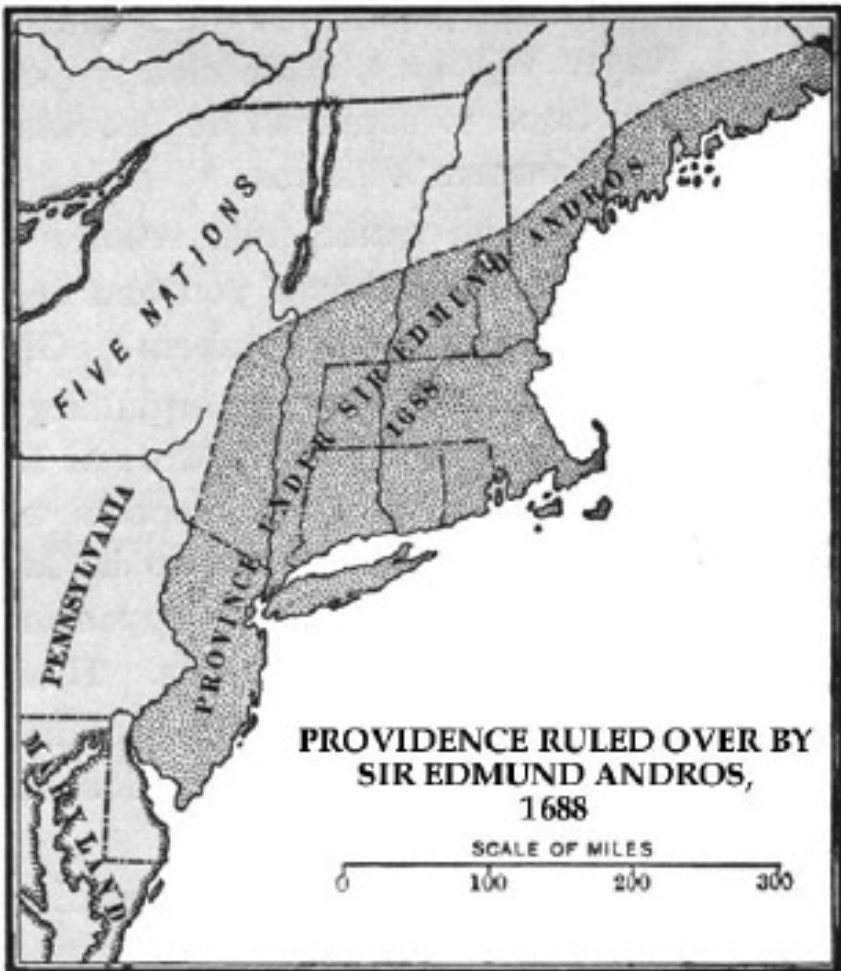 FIVE NATIONS
PROVINCE UNDER SIR EDMUND ANDROS
1688
PENNSYLVANIA
MARYLAND
PROVIDENCE RULED OVER BY
SIR EDMUND ANDROS,
1688
SCALE OF MILES
0 100 200 300